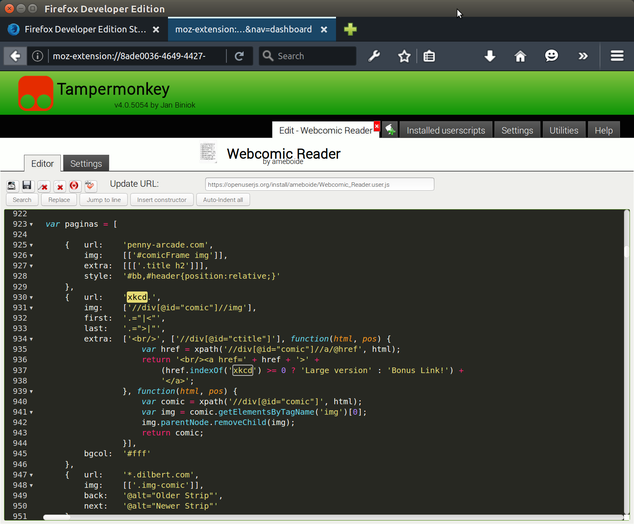 Firefox Developer Edition
Firefox Developer Edition St...
moz-extension:...&nav=dashboard
moz-extension://8ade0036-4649-4427-
Search
Tampermonkey
v4.0.5054 by Jan Biniok
Edit - Webcomic Reader
Installed userscripts
Settings
Utilities
Help
Webcomic Reader
by ameboide
Editor
Settings
Update URL:
https://openuserjs.org/install/ameboide/Webcomic_Reader.user.js
Search
Replace
Jump to line
Insert constructor
Auto-Indent all
922
923 var paginas = [
924
925 { url: 'penny-arcade.com',
926 img: [['#comicFrame img']],
927 extra: [[['.title h2']]],
928 style: '#bb,#header{position:relative;}'
929 },
930 { url: 'xkcd.',
931 img: ['//div[@id="comic"]//img'],
932 first: '.="|<"',
933 last: '.=">|"',
934 extra: ['<br/>', ['//div[@id="ctitle"]'], function(html, pos) {
935 var href = xpath('//div[@id="comic"]//a/@href', html);
936 return '<br/><a href=' + href + '>' +
937 (href.indexOf('xkcd') >= 0 ? 'Large version' : 'Bonus Link!') +
938 '</a>';
939 }, function(html, pos) {
940 var comic = xpath('//div[@id="comic"]', html);
941 var img = comic.getElementsByTagName('img')[0];
942 img.parentNode.removeChild(img);
943 return comic;
944 }],
945 bgcol: '#fff'
946 },
947 { url: '*.dilbert.com',
948 img: [['.img-comic']],
949 back: '@alt="Older Strip"',
950 next: '@alt="Newer Strip"'
951 }